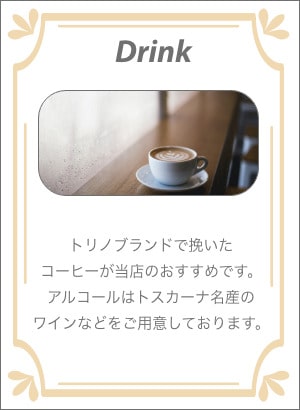 Drink
トリノブランドで挽いた
コーヒーが当店のおすすめです。
アルコールはトスカーナ名産の
ワインなどをご用意しております。